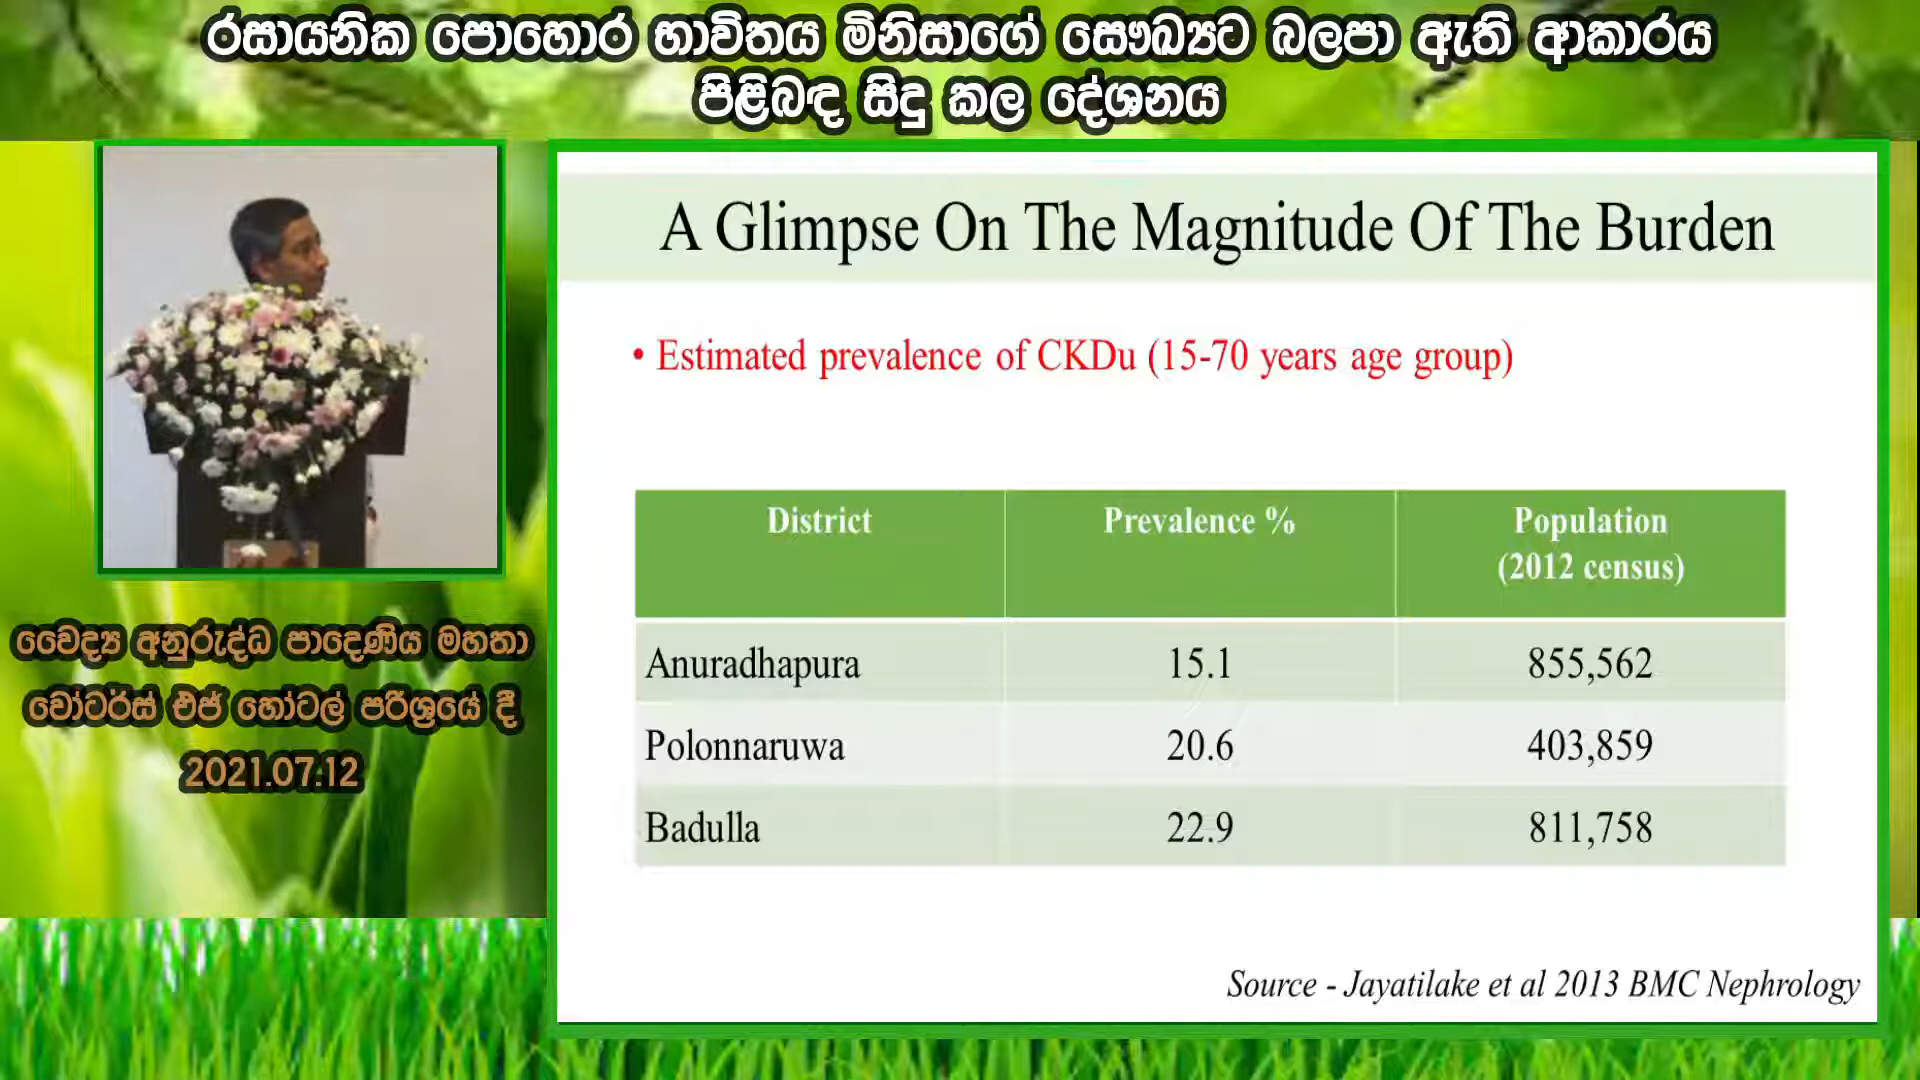 රසායනික පොහොර භාවිතය මිනිසාගේ සෞඛ්‍යට බලපා ඇති ආකාරය
පිළිබඳ සිදු කල දේශනය
A Glimpse On The Magnitude Of The Burden
• Estimated prevalence of CKDu (15-70 years age group)
District Prevalence % Population
(2012 census)
Anuradhapura 15.1 855,562
Polonnaruwa 20.6 403,859
Badulla 22.9 811,758
Source - Jayatilake et al 2013 BMC Nephrology
වෛද්‍ය අනුරුද්ධ පාදෙණිය මහතා
වෝටර්ස් එජ් හෝටල් පරිශ්‍රයේ දී
2021.07.12